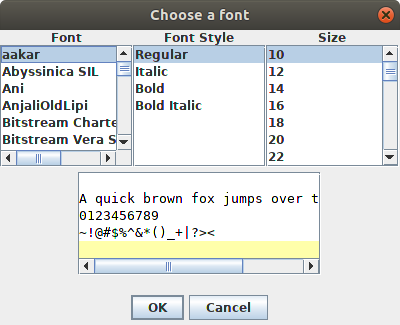 Choose a font
Font
Font Style
Size
aakar
Abyssinica SIL
Ani
AnjaliOldLipi
Bitstream Charte
Bitstream Vera S
Regular
Italic
Bold
Bold Italic
10
12
14
16
18
20
22
A quick brown fox jumps over t
0123456789
~!@#$%^&*()_+|?><
OK
Cancel